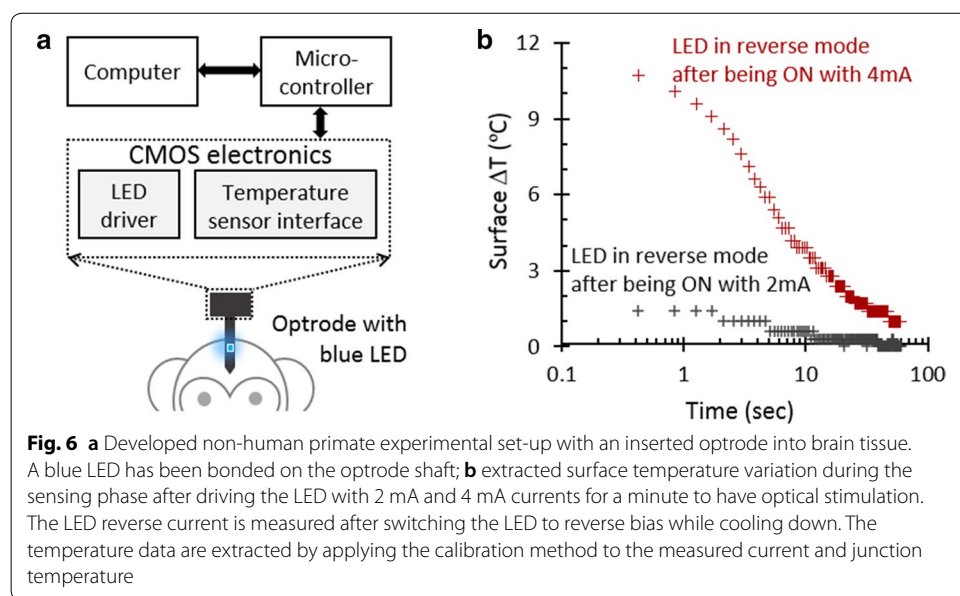 a
Computer
Micro-
controller
CMOS electronics
LED
driver
Temperature
sensor interface
Optrode with
blue LED
b
12
9
6
3
0
Surface ΔT (ºC)
LED in reverse mode
after being ON with 4mA
LED in reverse mode
after being ON with 2mA
0.1
1
10
100
Time (sec)
Fig. 6 a Developed non-human primate experimental set-up with an inserted optrode into brain tissue.
A blue LED has been bonded on the optrode shaft; b extracted surface temperature variation during the
sensing phase after driving the LED with 2 mA and 4 mA currents for a minute to have optical stimulation.
The LED reverse current is measured after switching the LED to reverse bias while cooling down. The
temperature data are extracted by applying the calibration method to the measured current and junction
temperature